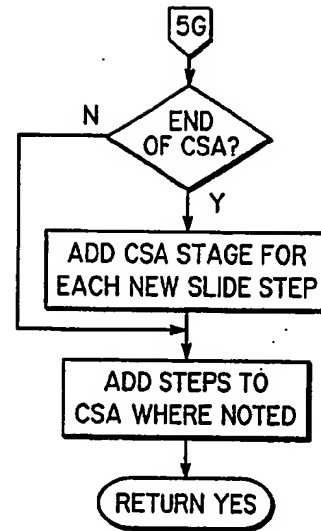 5G
N
END
OF CSA?
Y
ADD CSA STAGE FOR
EACH NEW SLIDE STEP
ADD STEPS TO
CSA WHERE NOTED
RETURN YES